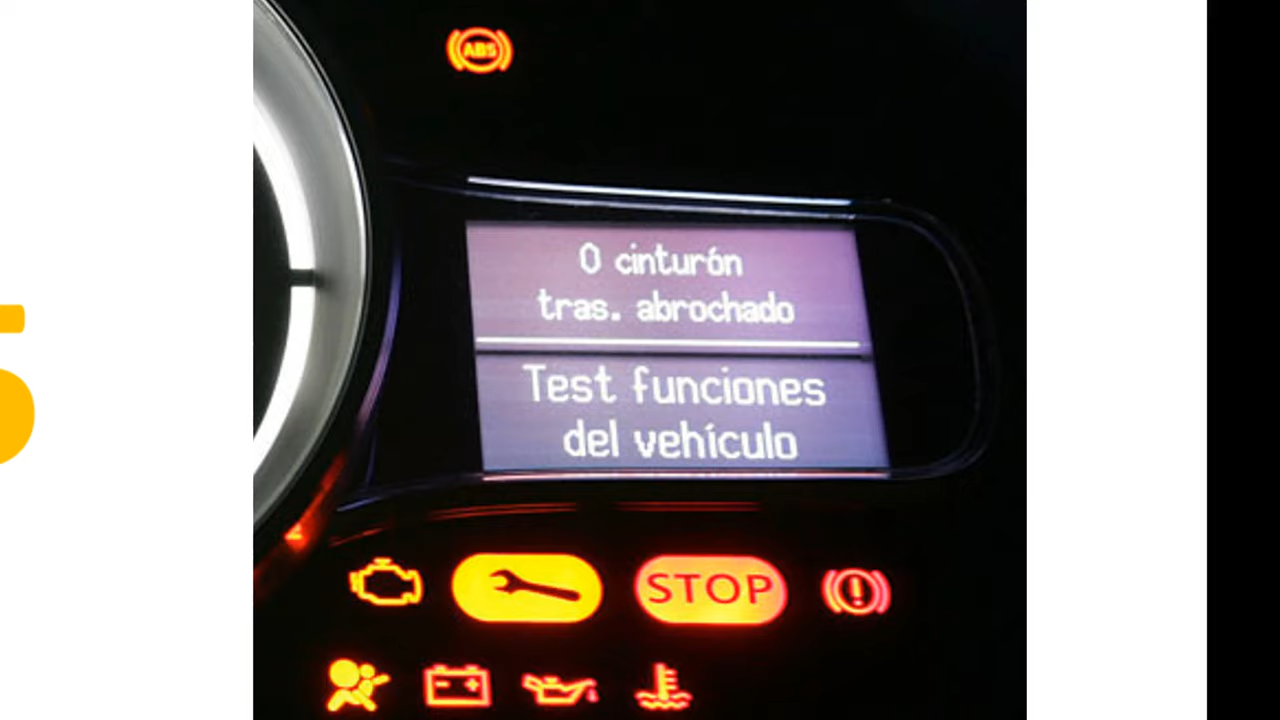 ABS
0 cinturón
tras. abrochado
Test funciones
del vehículo
STOP